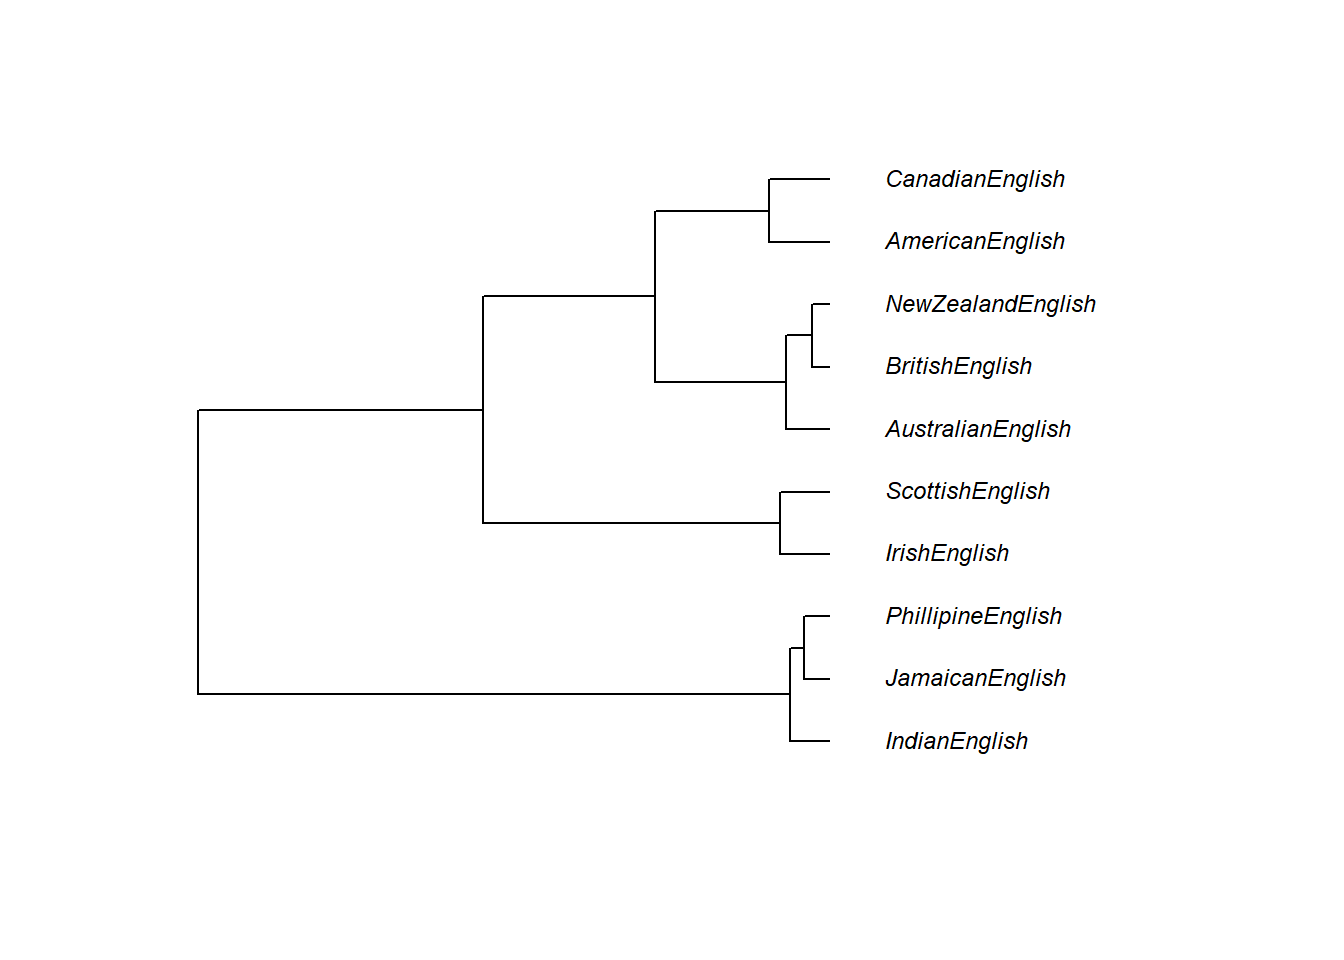 CanadianEnglish
AmericanEnglish
NewZealandEnglish
BritishEnglish
AustralianEnglish
ScottishEnglish
IrishEnglish
PhillipineEnglish
JamaicanEnglish
IndianEnglish